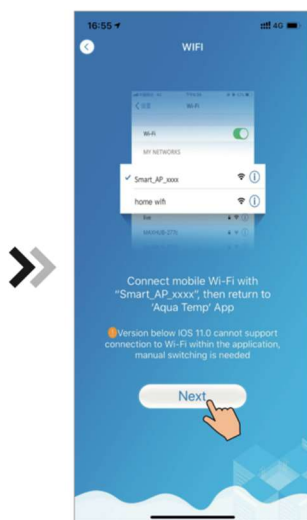 16:55 4G
WIFI
Wi-Fi
Wi-Fi
MY NETWORKS
Smart_AP_xxxx
home wifi
Connect mobile Wi-Fi with
“Smart_AP_xxxx”, then return to
‘Aqua Temp’ App
Version below IOS 11.0 cannot support
connection to Wi-Fi within the application,
manual switching is needed
Next